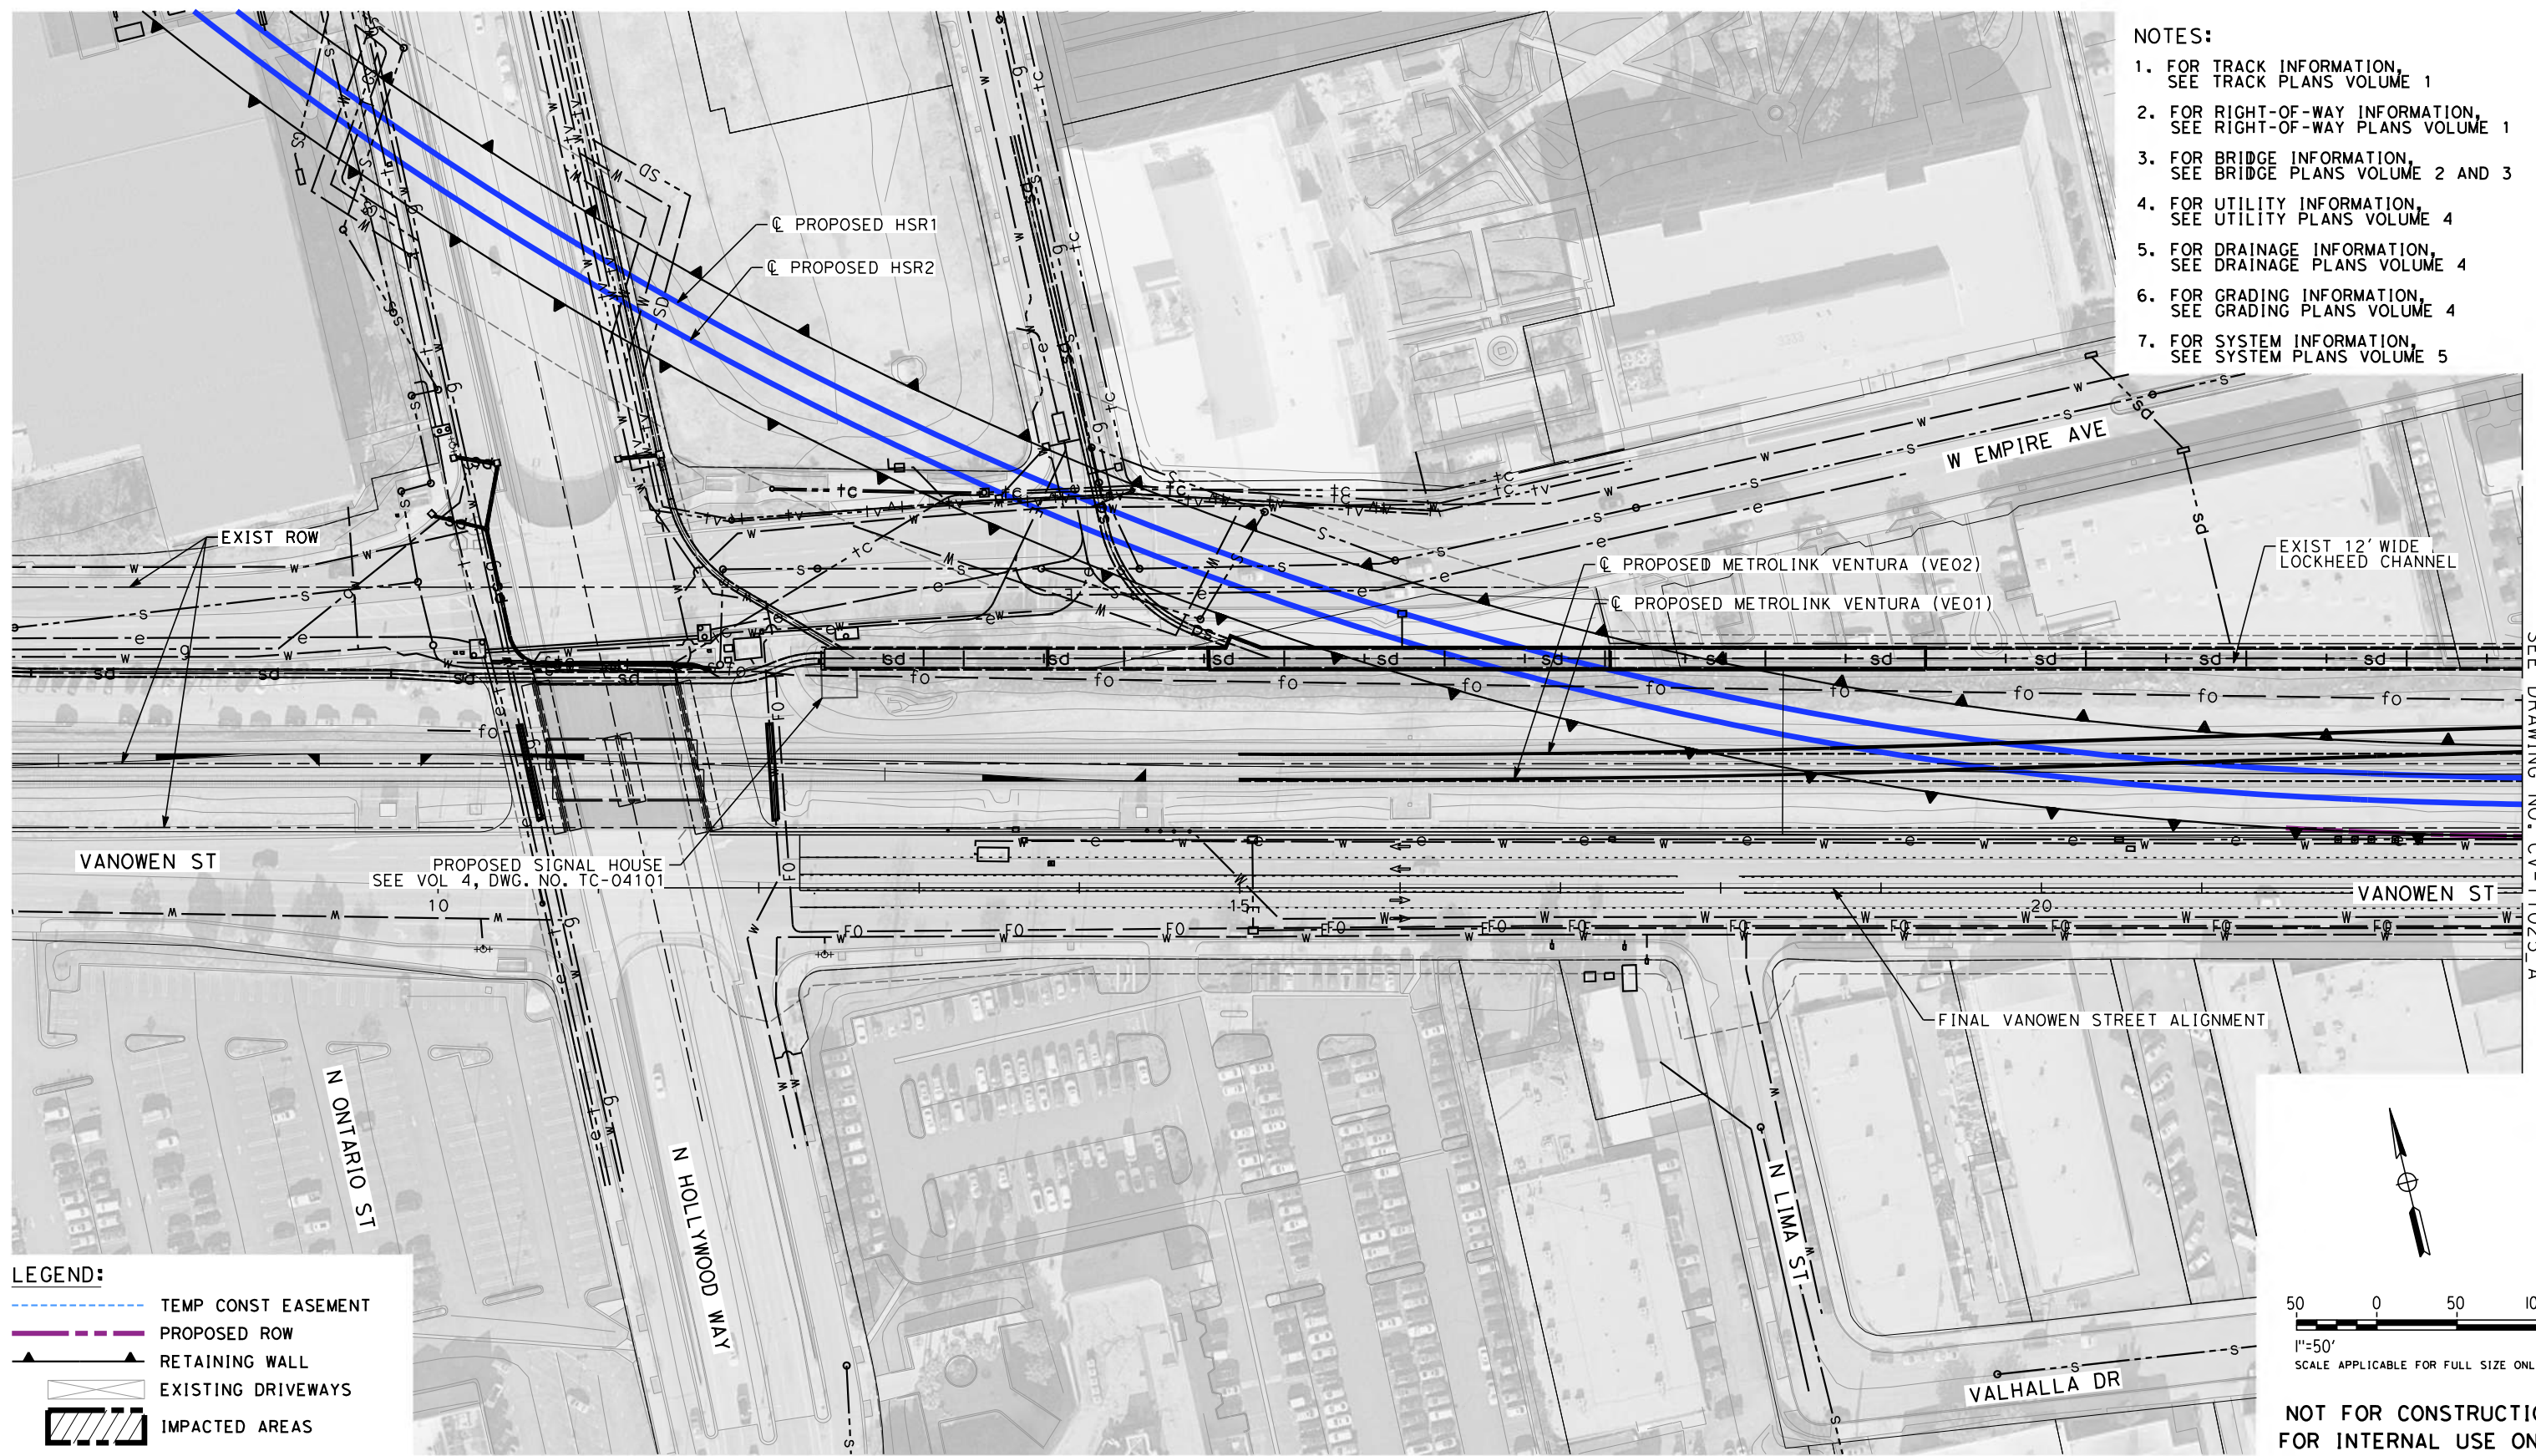 NOTES:
1. FOR TRACK INFORMATION,
SEE TRACK PLANS VOLUME 1
2. FOR RIGHT-OF-WAY INFORMATION,
SEE RIGHT-OF-WAY PLANS VOLUME 1
3. FOR BRIDGE INFORMATION,
SEE BRIDGE PLANS VOLUME 2 AND 3
4. FOR UTILITY INFORMATION,
SEE UTILITY PLANS VOLUME 4
5. FOR DRAINAGE INFORMATION,
SEE DRAINAGE PLANS VOLUME 4
6. FOR GRADING INFORMATION,
SEE GRADING PLANS VOLUME 4
7. FOR SYSTEM INFORMATION,
SEE SYSTEM PLANS VOLUME 5
℄ PROPOSED HSR1
℄ PROPOSED HSR2
W EMPIRE AVE
EXIST ROW
EXIST 12' WIDE
LOCKHEED CHANNEL
℄ PROPOSED METROLINK VENTURA (VE02)
℄ PROPOSED METROLINK VENTURA (VE01)
SEE DRAWING NO.
VANOWEN ST
PROPOSED SIGNAL HOUSE
SEE VOL 4, DWG. NO. TC-04101
10
15
20
VANOWEN ST
FINAL VANOWEN STREET ALIGNMENT
N ONTARIO ST
N HOLLYWOOD WAY
N LIMA ST
VALHALLA DR
LEGEND:
TEMP CONST EASEMENT
PROPOSED ROW
RETAINING WALL
EXISTING DRIVEWAYS
IMPACTED AREAS
50 0 50
1"=50'
SCALE APPLICABLE FOR FULL SIZE ONL
NOT FOR CONSTRUCTI
FOR INTERNAL USE ON